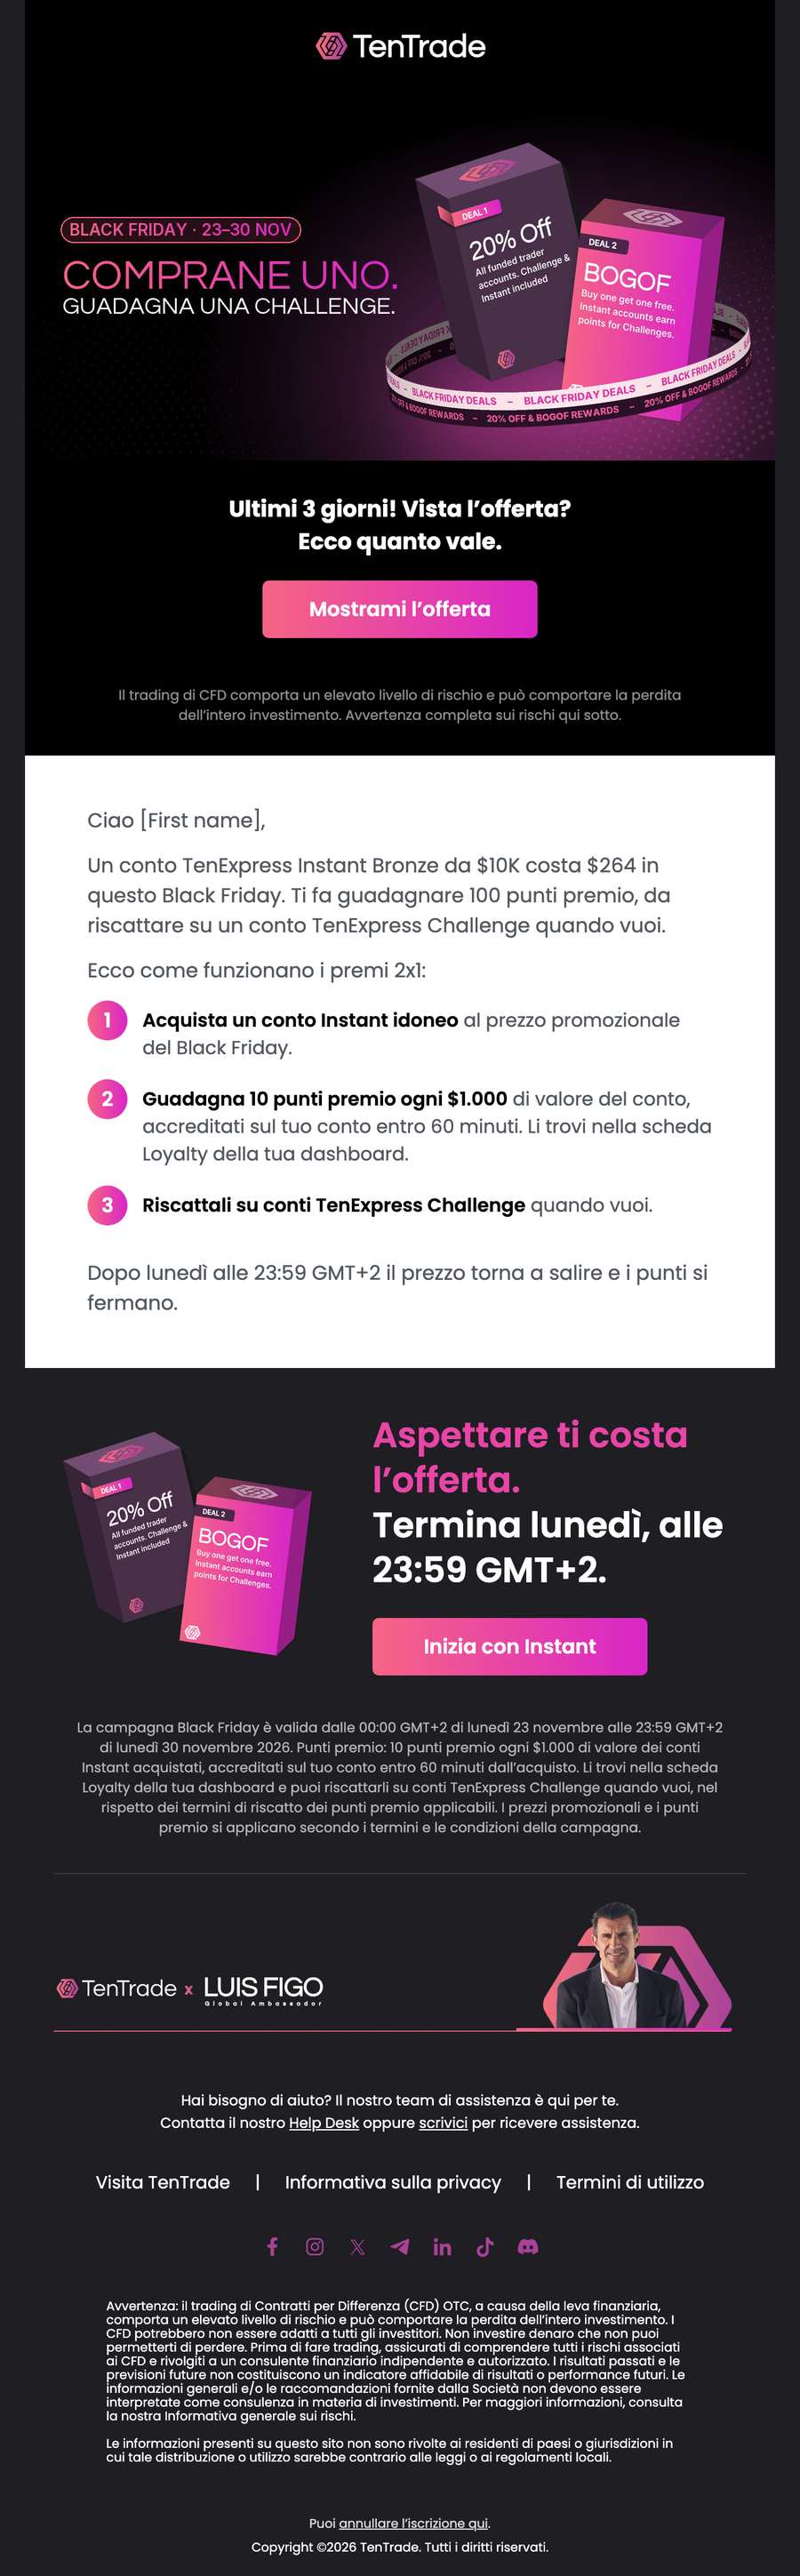 TenTrade
BLACK FRIDAY · 23–30 NOV
COMPRANE UNO.
GUADAGNA UNA CHALLENGE.
DEAL 1
20% Off
All funded trader
accounts. Challenge &
Instant included
DEAL 2
BOGOF
Buy one get one free.
Instant accounts earn
points for Challenges.
BLACK FRIDAY DEALS – BLACK FRIDAY DEALS – BLACK FRIDAY DEALS
20% OFF & BOGOF REWARDS – 20% OFF & BOGOF REWARDS – 20% OFF & BOGOF REWARDS
Ultimi 3 giorni! Vista l’offerta?
Ecco quanto vale.
Mostrami l’offerta
Il trading di CFD comporta un elevato livello di rischio e può comportare la perdita
dell’intero investimento. Avvertenza completa sui rischi qui sotto.
Ciao [First name],
Un conto TenExpress Instant Bronze da $10K costa $264 in
questo Black Friday. Ti fa guadagnare 100 punti premio, da
riscattare su un conto TenExpress Challenge quando vuoi.
Ecco come funzionano i premi 2x1:
1 Acquista un conto Instant idoneo al prezzo promozionale
del Black Friday.
2 Guadagna 10 punti premio ogni $1.000 di valore del conto,
accreditati sul tuo conto entro 60 minuti. Li trovi nella scheda
Loyalty della tua dashboard.
3 Riscattali su conti TenExpress Challenge quando vuoi.
Dopo lunedì alle 23:59 GMT+2 il prezzo torna a salire e i punti si
fermano.
DEAL 1
20% Off
All funded trader
accounts. Challenge &
Instant included
DEAL 2
BOGOF
Buy one get one free.
Instant accounts earn
points for Challenges.
Aspettare ti costa
l’offerta.
Termina lunedì, alle
23:59 GMT+2.
Inizia con Instant
La campagna Black Friday è valida dalle 00:00 GMT+2 di lunedì 23 novembre alle 23:59 GMT+2
di lunedì 30 novembre 2026. Punti premio: 10 punti premio ogni $1.000 di valore dei conti
Instant acquistati, accreditati sul tuo conto entro 60 minuti dall’acquisto. Li trovi nella scheda
Loyalty della tua dashboard e puoi riscattarli su conti TenExpress Challenge quando vuoi, nel
rispetto dei termini di riscatto dei punti premio applicabili. I prezzi promozionali e i punti
premio si applicano secondo i termini e le condizioni della campagna.
TenTrade x LUIS FIGO
Global Ambassador
Hai bisogno di aiuto? Il nostro team di assistenza è qui per te.
Contatta il nostro Help Desk oppure scrivici per ricevere assistenza.
Visita TenTrade | Informativa sulla privacy | Termini di utilizzo
Avvertenza: il trading di Contratti per Differenza (CFD) OTC, a causa della leva finanziaria,
comporta un elevato livello di rischio e può comportare la perdita dell’intero investimento. I
CFD potrebbero non essere adatti a tutti gli investitori. Non investire denaro che non puoi
permetterti di perdere. Prima di fare trading, assicurati di comprendere tutti i rischi associati
ai CFD e rivolgiti a un consulente finanziario indipendente e autorizzato. I risultati passati e le
previsioni future non costituiscono un indicatore affidabile di risultati o performance futuri. Le
informazioni generali e/o le raccomandazioni fornite dalla Società non devono essere
interpretate come consulenza in materia di investimenti. Per maggiori informazioni, consulta
la nostra Informativa generale sui rischi.
Le informazioni presenti su questo sito non sono rivolte ai residenti di paesi o giurisdizioni in
cui tale distribuzione o utilizzo sarebbe contrario alle leggi o ai regolamenti locali.
Puoi annullare l’iscrizione qui.
Copyright ©2026 TenTrade. Tutti i diritti riservati.